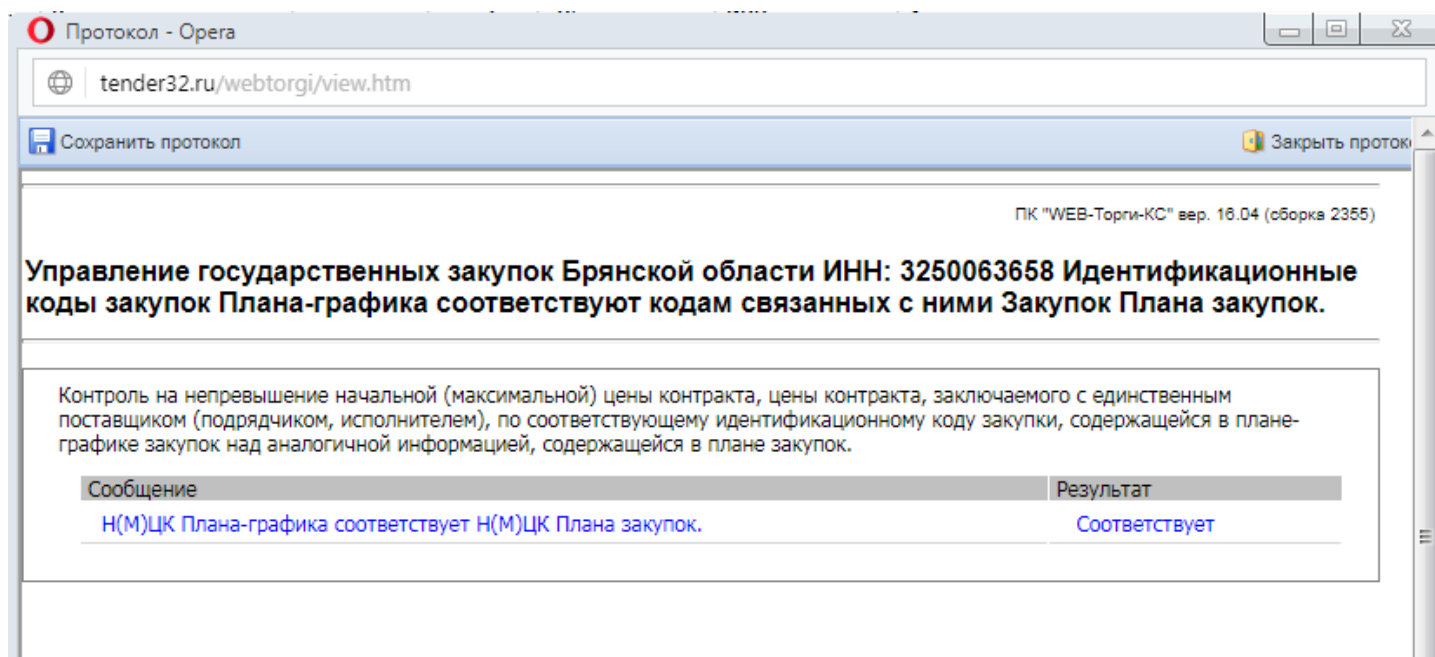 Протокол - Opera
tender32.ru/webtorgi/view.htm
Сохранить протокол
Закрыть проток
ПК "WEB-Торги-КС" вер. 16.04 (сборка 2355)
Управление государственных закупок Брянской области ИНН: 3250063658 Идентификационные
коды закупок Плана-графика соответствуют кодам связанных с ними Закупок Плана закупок.
Контроль на непревышение начальной (максимальной) цены контракта, цены контракта, заключаемого с единственным
поставщиком (подрядчиком, исполнителем), по соответствующему идентификационному коду закупки, содержащейся в плане-
графике закупок над аналогичной информацией, содержащейся в плане закупок.
Сообщение Результат
Н(М)ЦК Плана-графика соответствует Н(М)ЦК Плана закупок. Соответствует